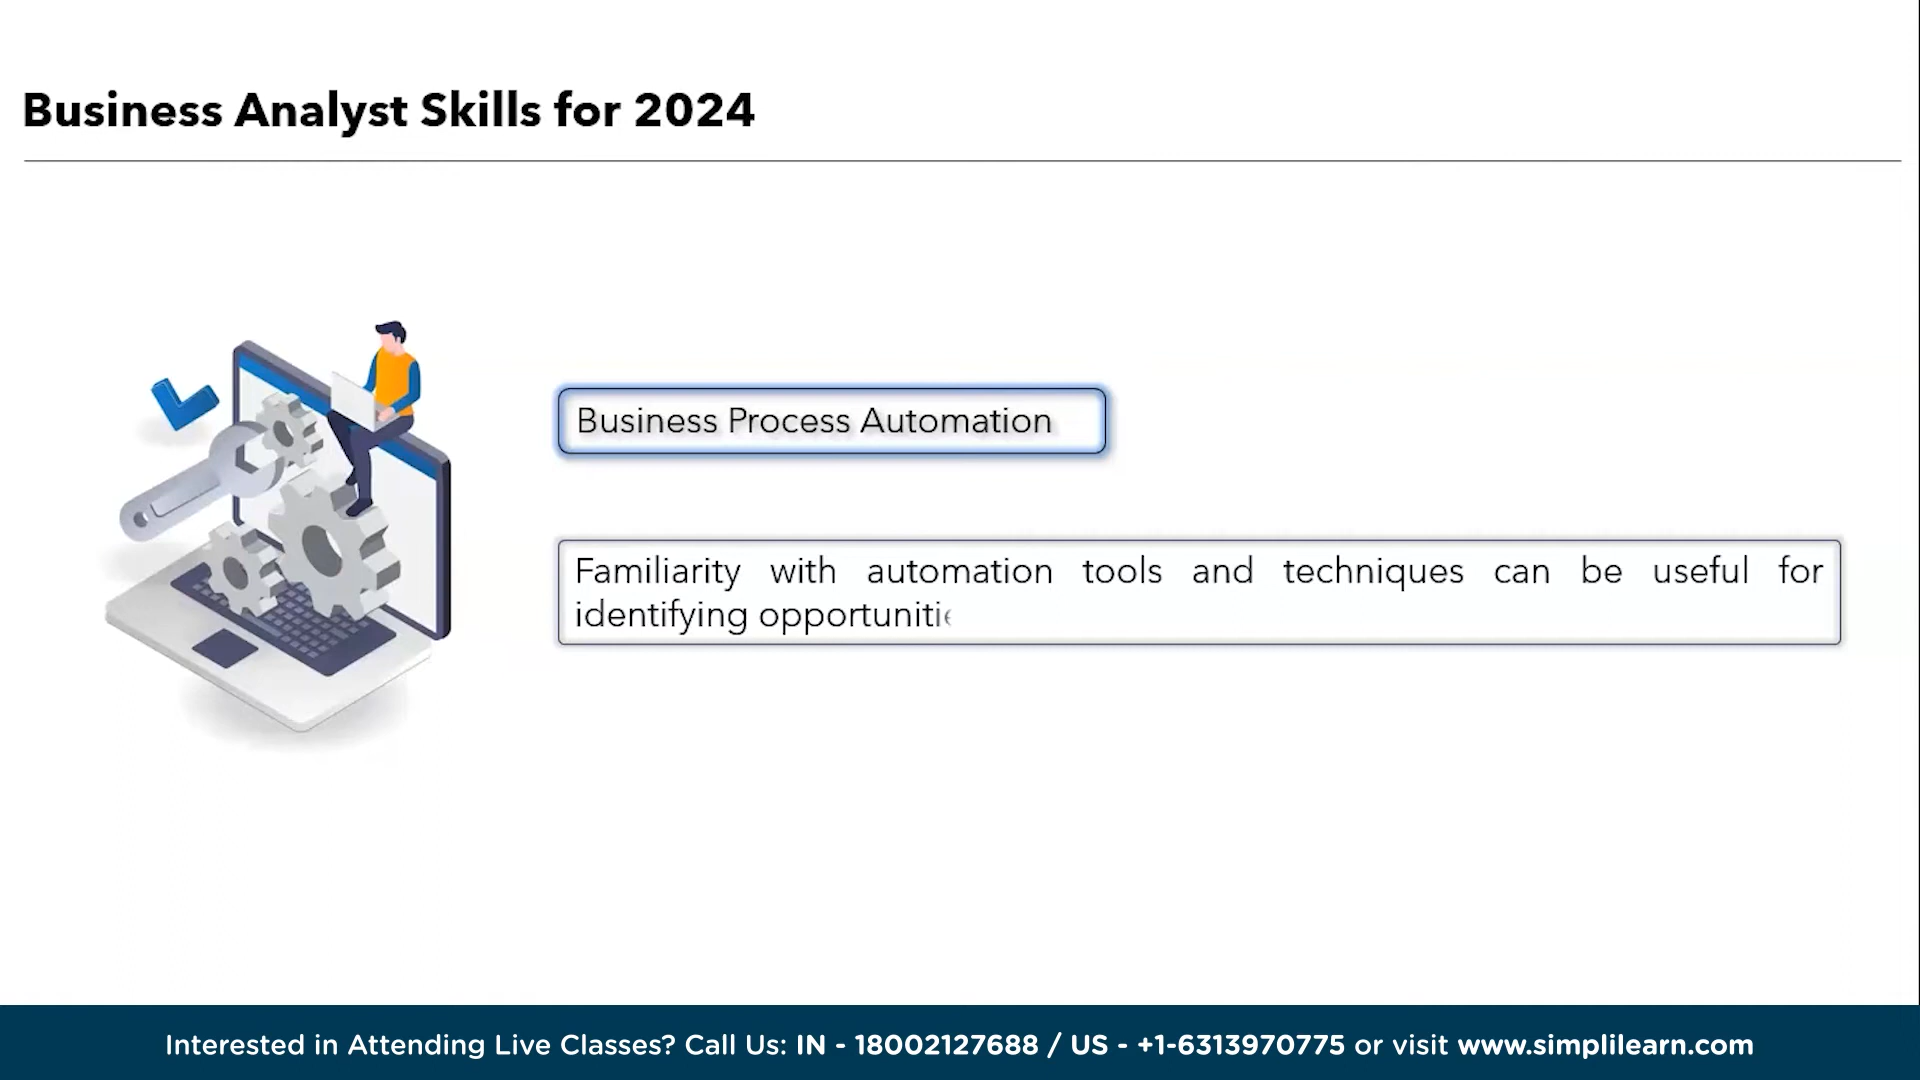 Business Analyst Skills for 2024
Business Process Automation
Familiarity with automation tools and techniques can be useful for
identifying opportuniti
Interested in Attending Live Classes? Call Us: IN - 18002127688 / US - +1-6313970775 or visit www.simplilearn.com